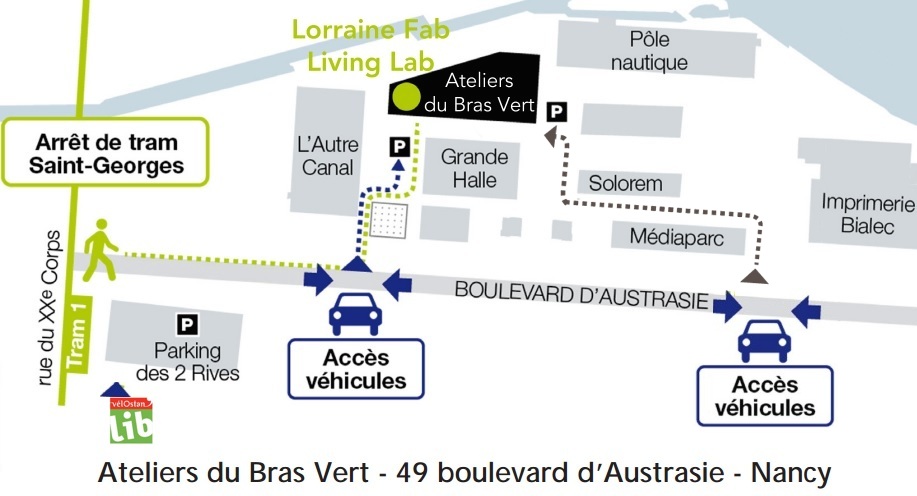 Lorraine Fab
Living Lab
Ateliers
du Bras Vert
Pôle
nautique
P
Arrêt de tram
Saint-Georges
L'Autre
Canal
P
Grande
Halle
Solorem
Imprimerie
Bialec
Médiaparc
rue du XXe Corps
Tram 1
BOULEVARD D'AUSTRASIE
P
Parking
des 2 Rives
Accès
véhicules
Accès
véhicules
vélOstan
lib
Ateliers du Bras Vert - 49 boulevard d'Austrasie - Nancy